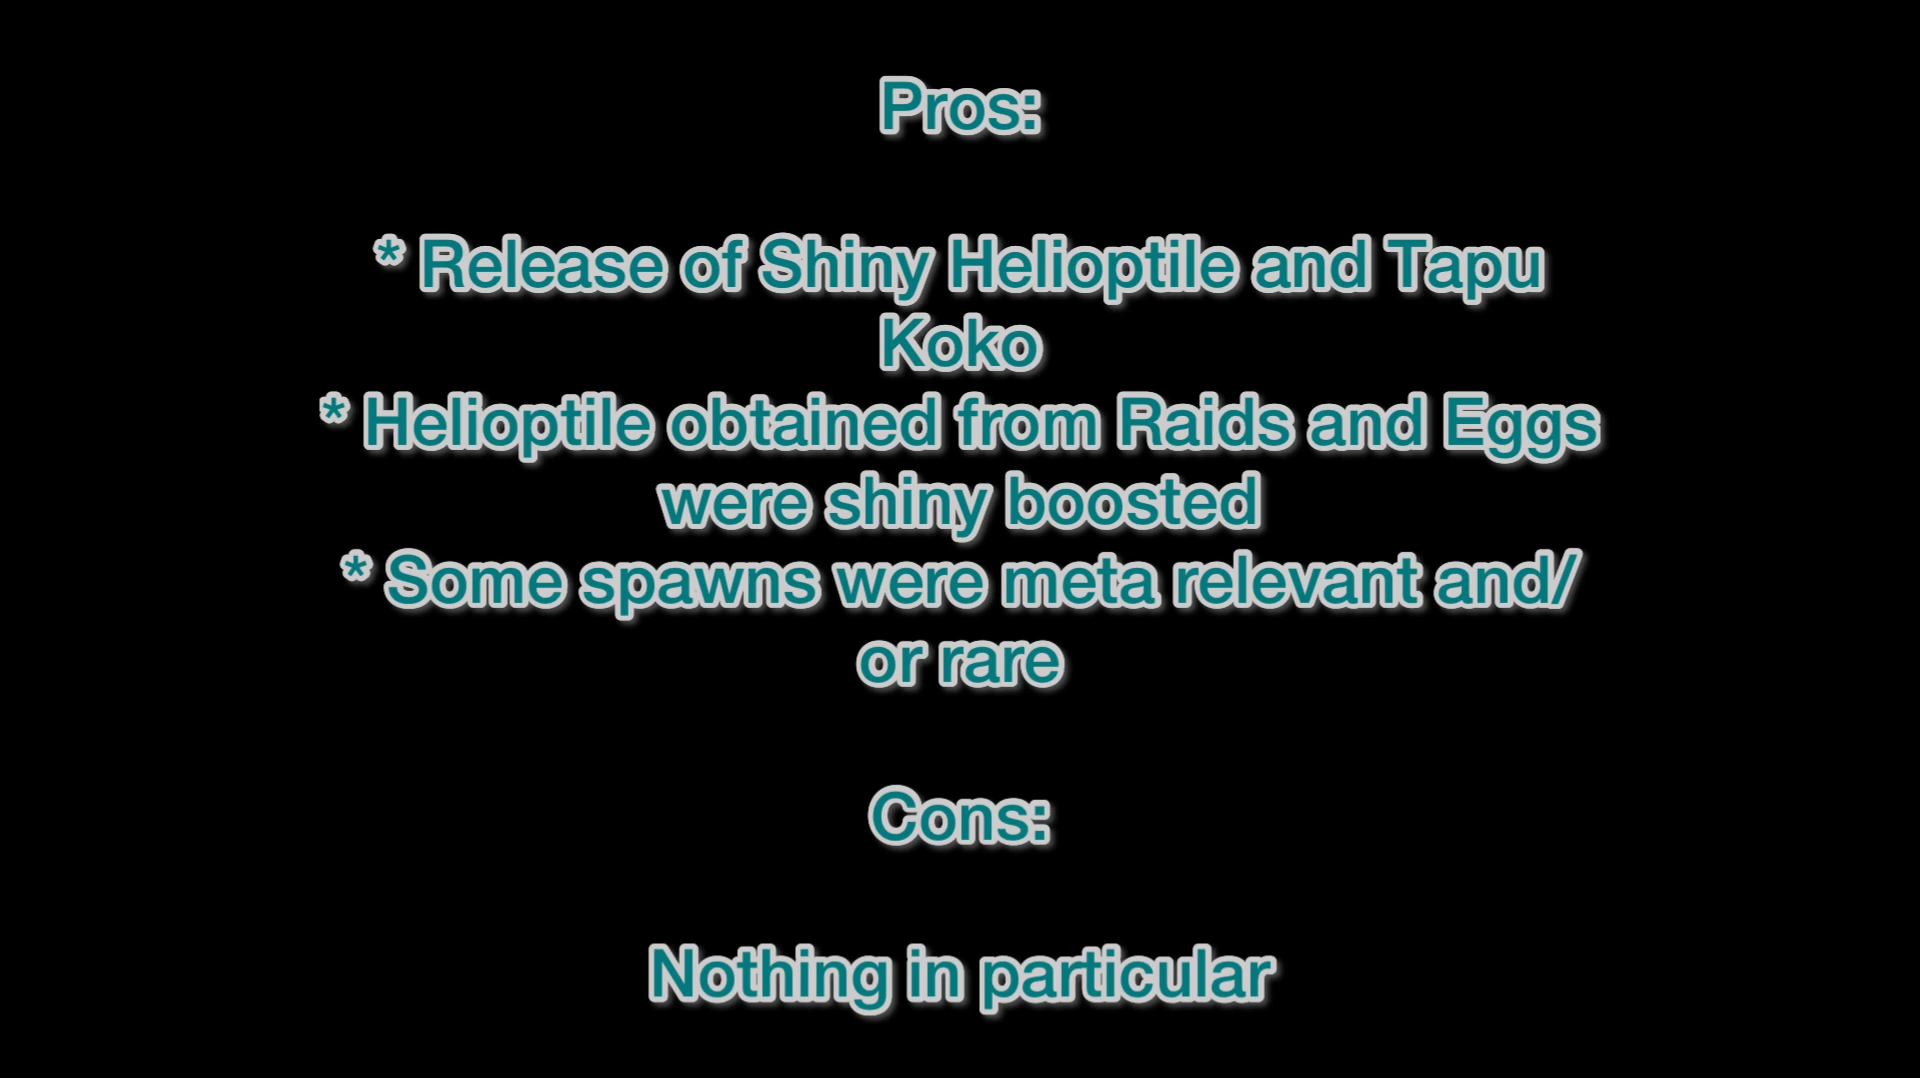 Pros:
* Release of Shiny Helioptile and Tapu
Koko
* Helioptile obtained from Raids and Eggs
were shiny boosted
* Some spawns were meta relevant and/
or rare
Cons:
Nothing in particular